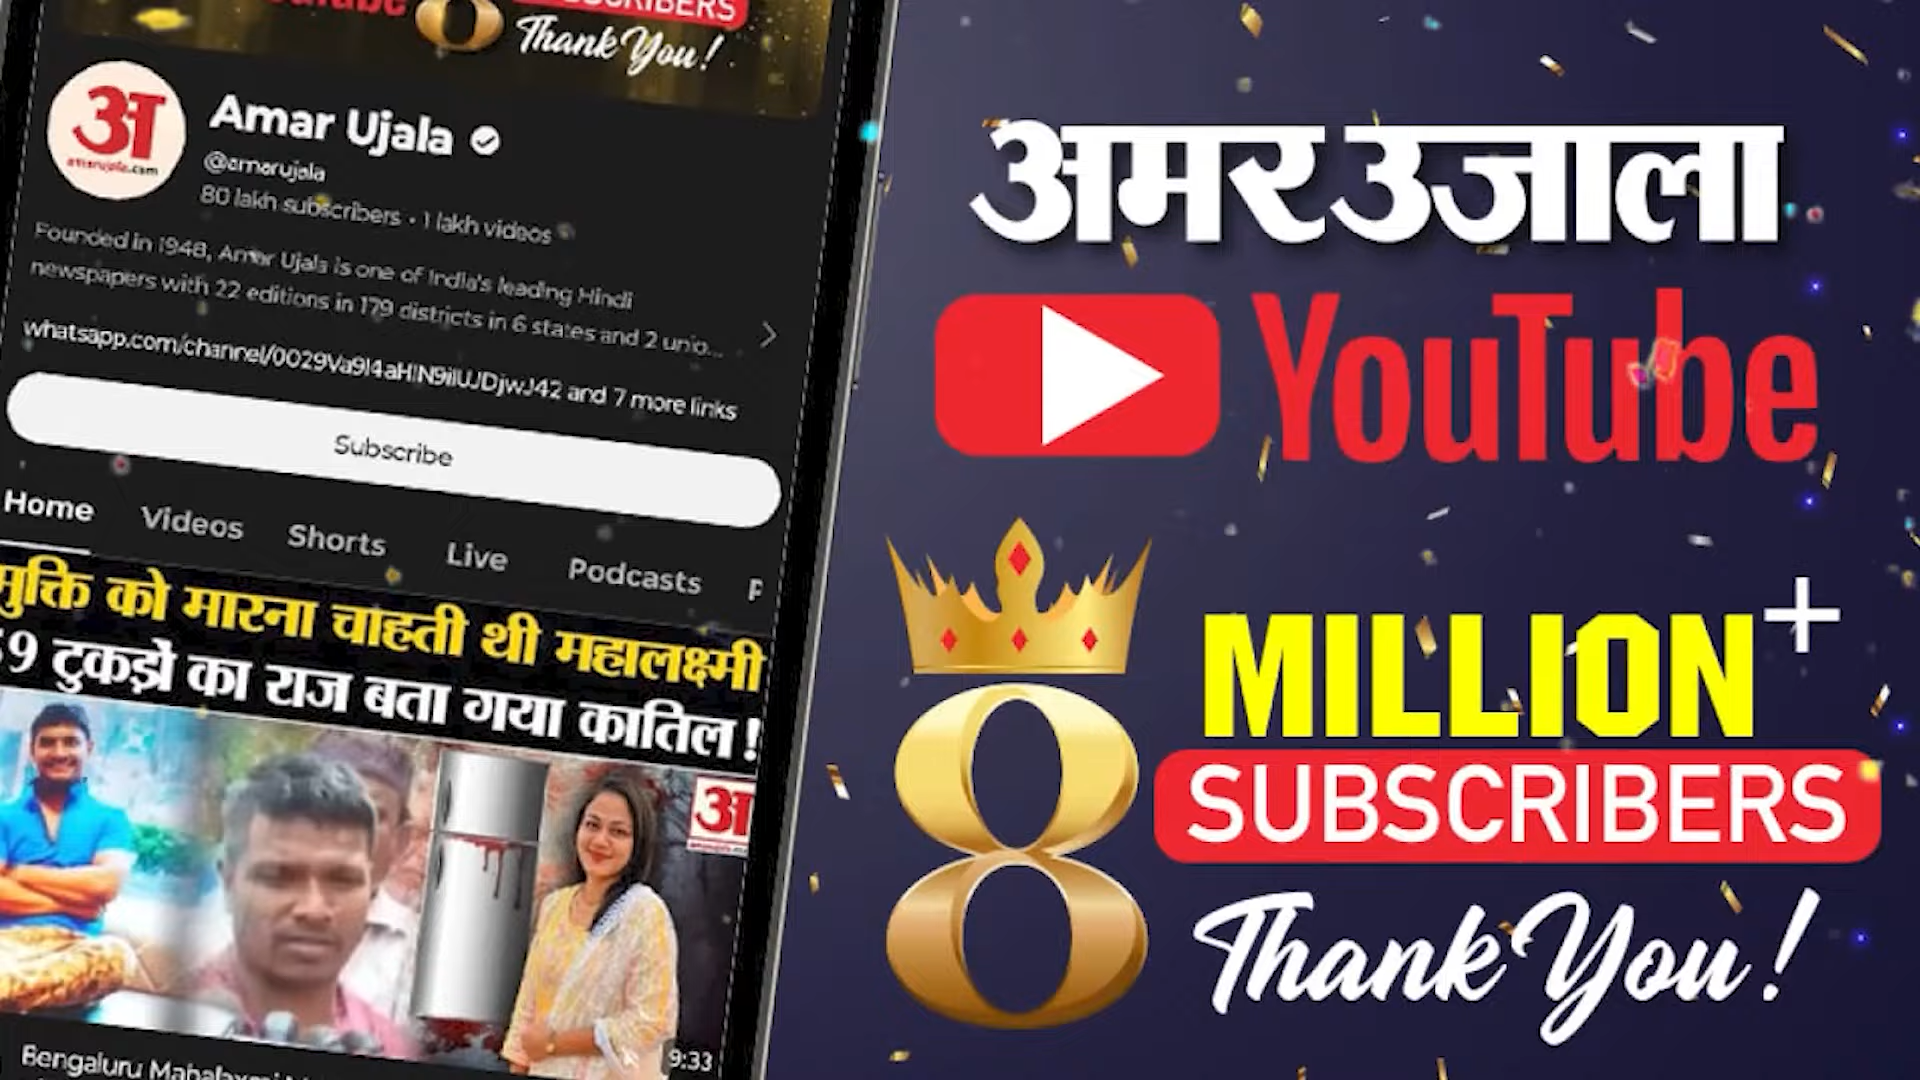 SUBSCRIBERS
Thank You!
अ
amarujala.com
Amar Ujala
@amarujala
80 lakh subscribers • 1 lakh videos
Founded in 1948, Amar Ujala is one of India's leading Hindi
newspapers with 22 editions in 179 districts in 6 states and 2 unio...
and 7 more links
Subscribe
Home Videos Shorts Live Podcasts P
मुक्ति को मारना चाहती थी महालक्ष्मी
59 टुकड़ो का राज बता गया कातिल!
अ
9:33
Bengaluru
अमर उजाला
YouTube
8 MILLION+
SUBSCRIBERS
Thank You!